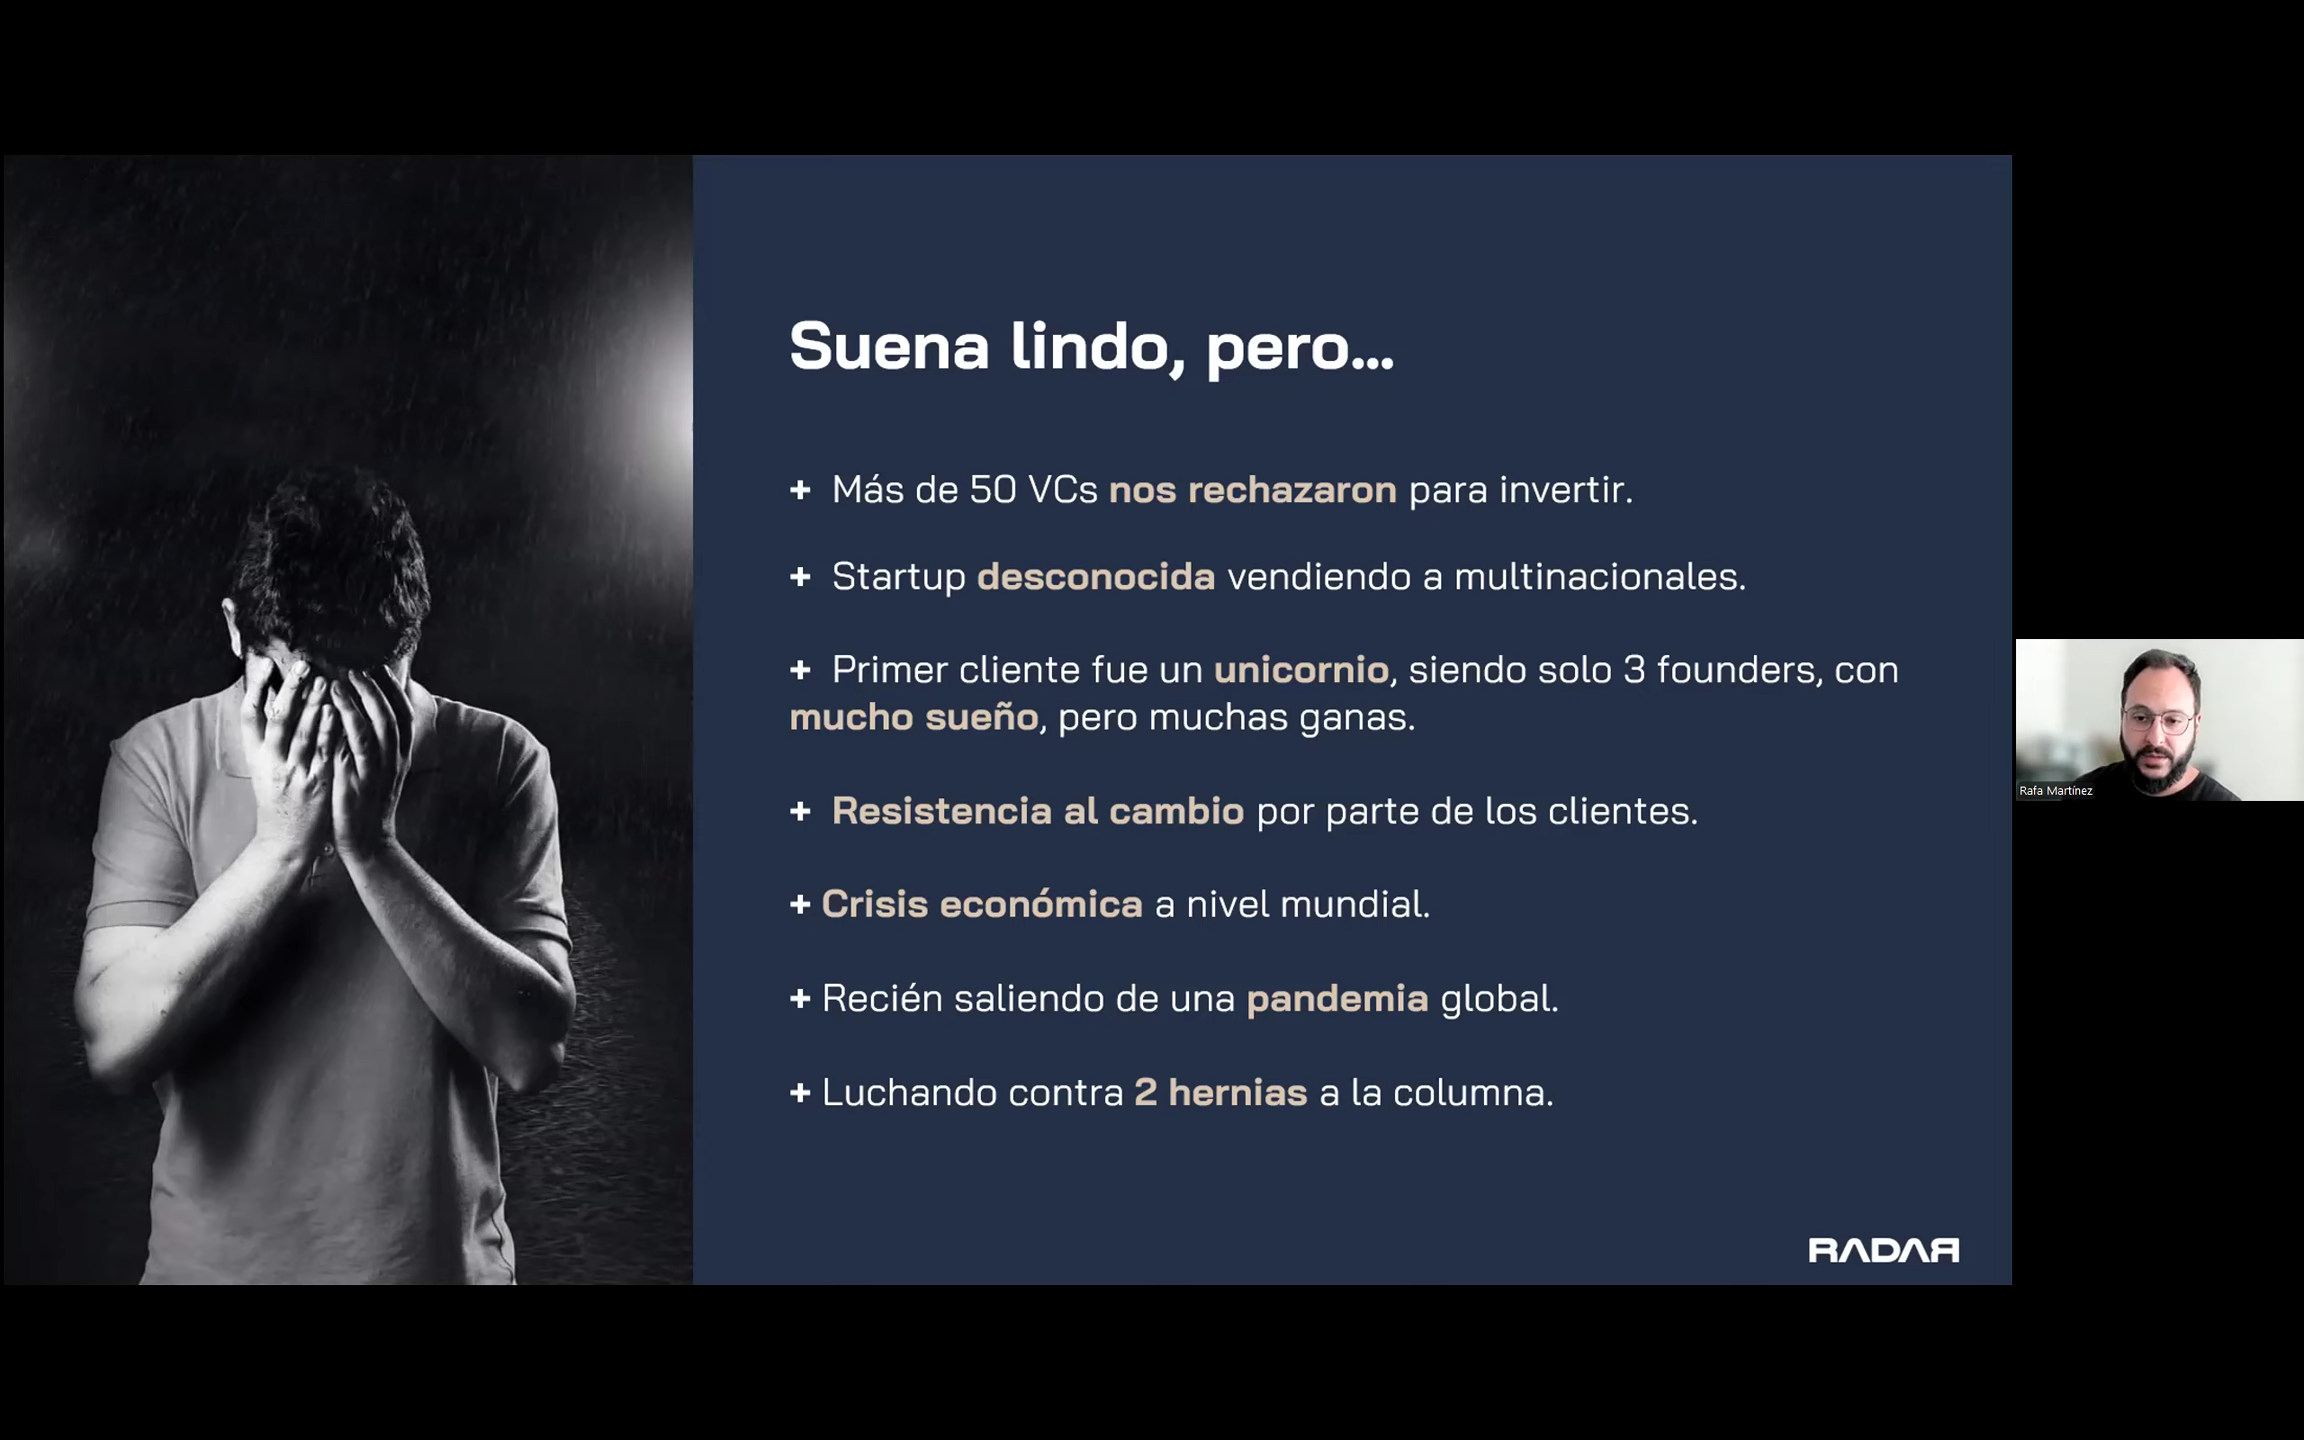 Suena lindo, pero...
+ Más de 50 VCs nos rechazaron para invertir.
+ Startup desconocida vendiendo a multinacionales.
+ Primer cliente fue un unicornio, siendo solo 3 founders, con
mucho sueño, pero muchas ganas.
+ Resistencia al cambio por parte de los clientes.
+ Crisis económica a nivel mundial.
+ Recién saliendo de una pandemia global.
+ Luchando contra 2 hernias a la columna.
RADAR
Rafa Martínez